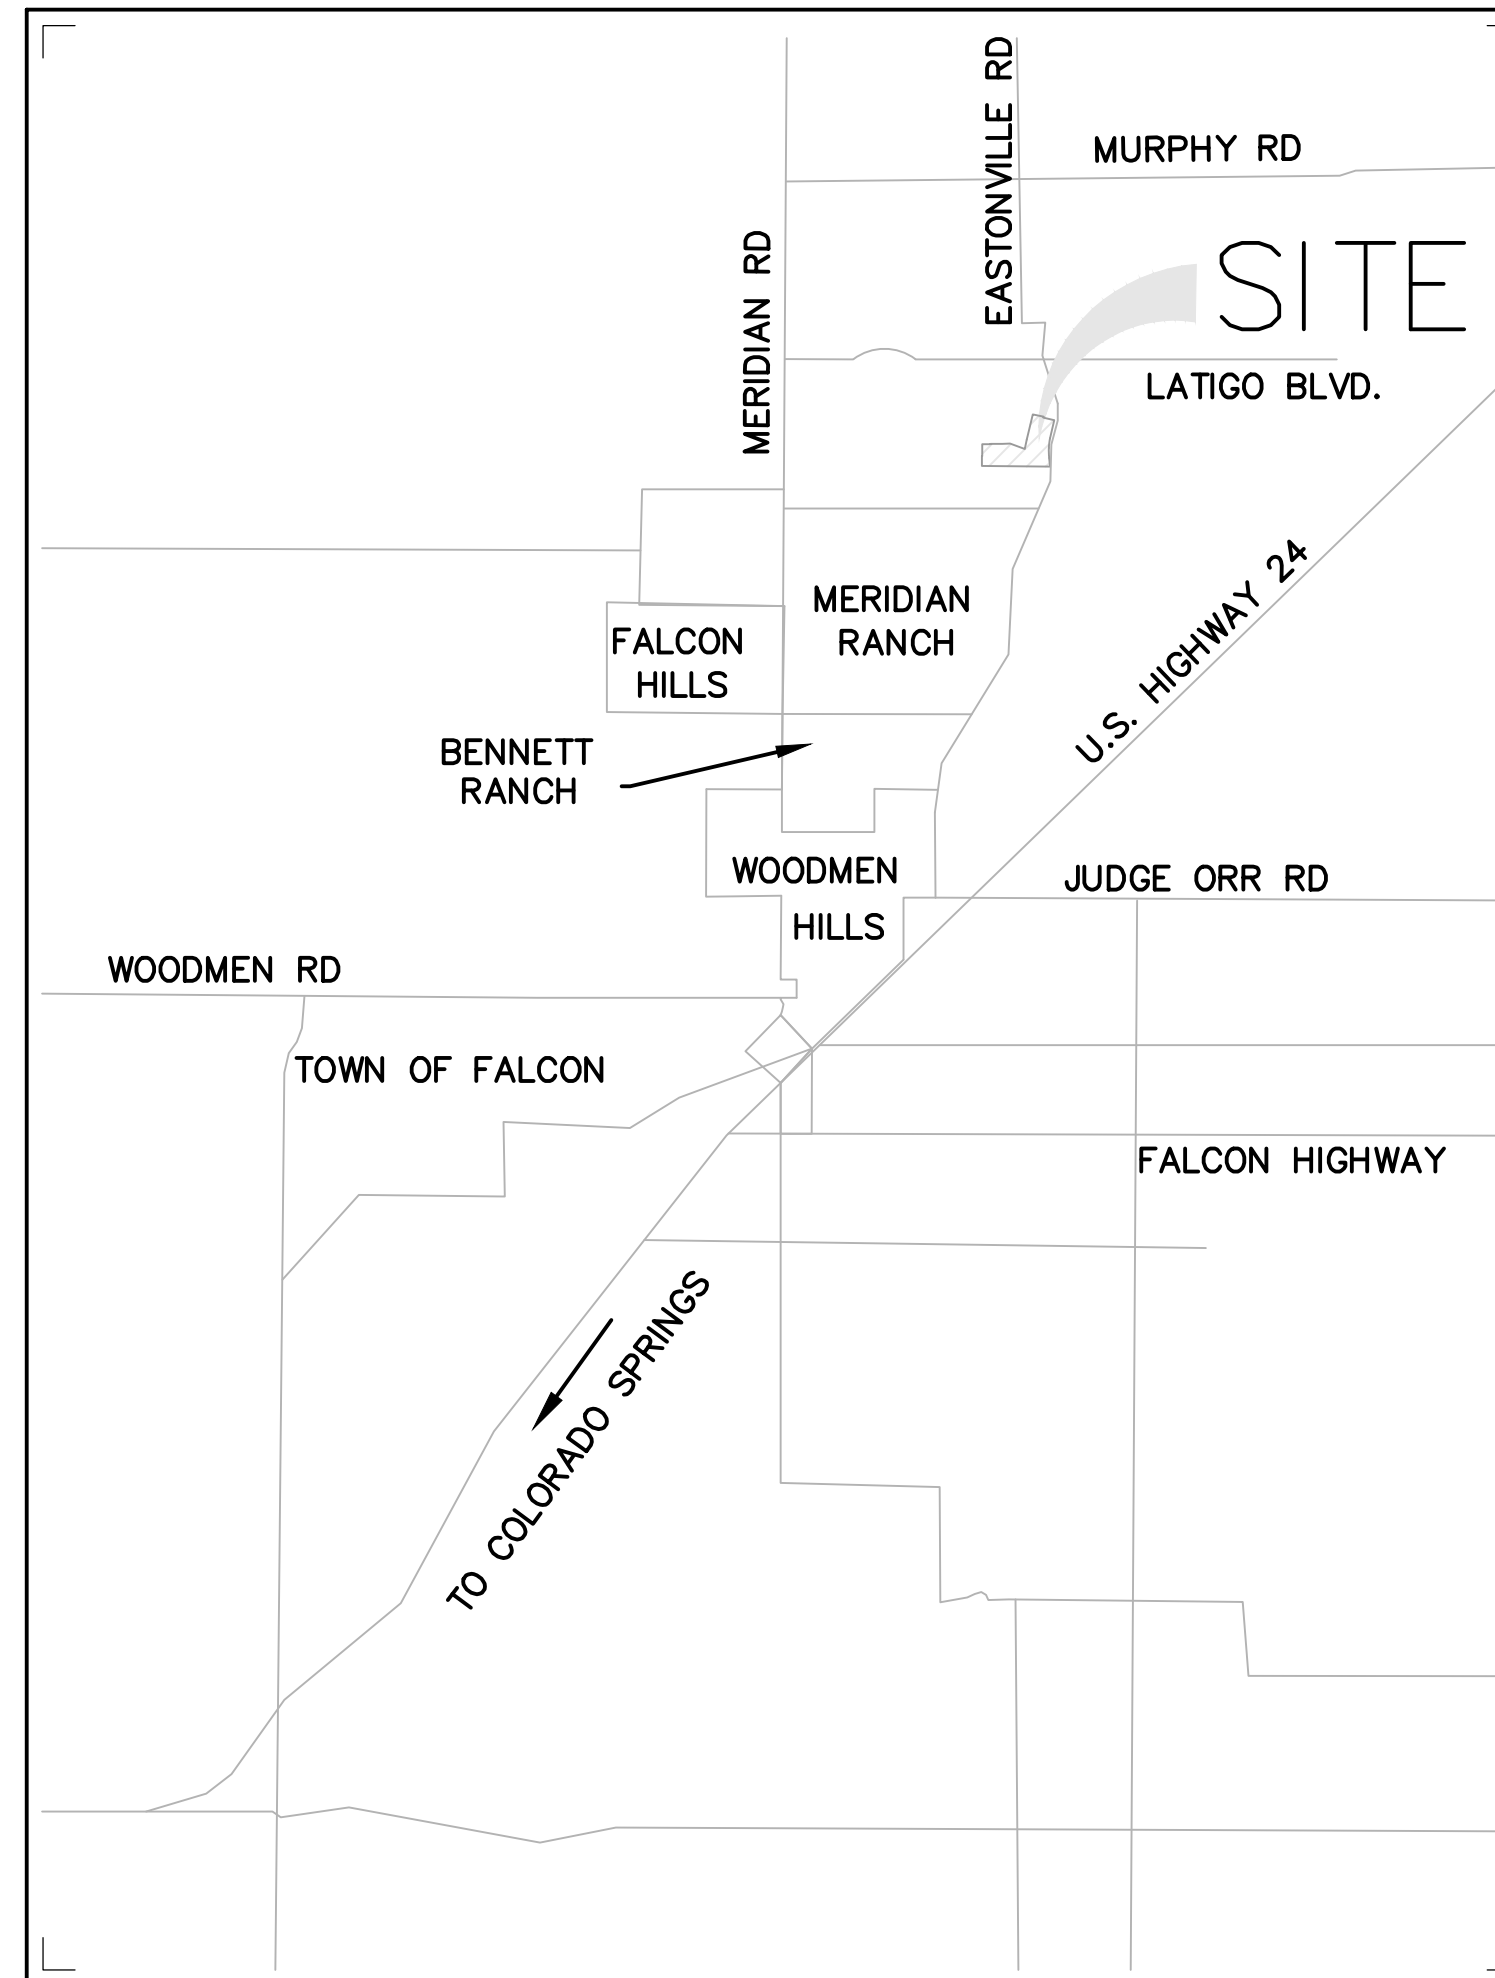 EASTONVILLE RD
MURPHY RD
MERIDIAN RD
SITE
LATIGO BLVD.
U.S. HIGHWAY 24
MERIDIAN
RANCH
FALCON
HILLS
BENNETT
RANCH
WOODMEN
HILLS
JUDGE ORR RD
WOODMEN RD
TOWN OF FALCON
FALCON HIGHWAY
TO COLORADO SPRINGS